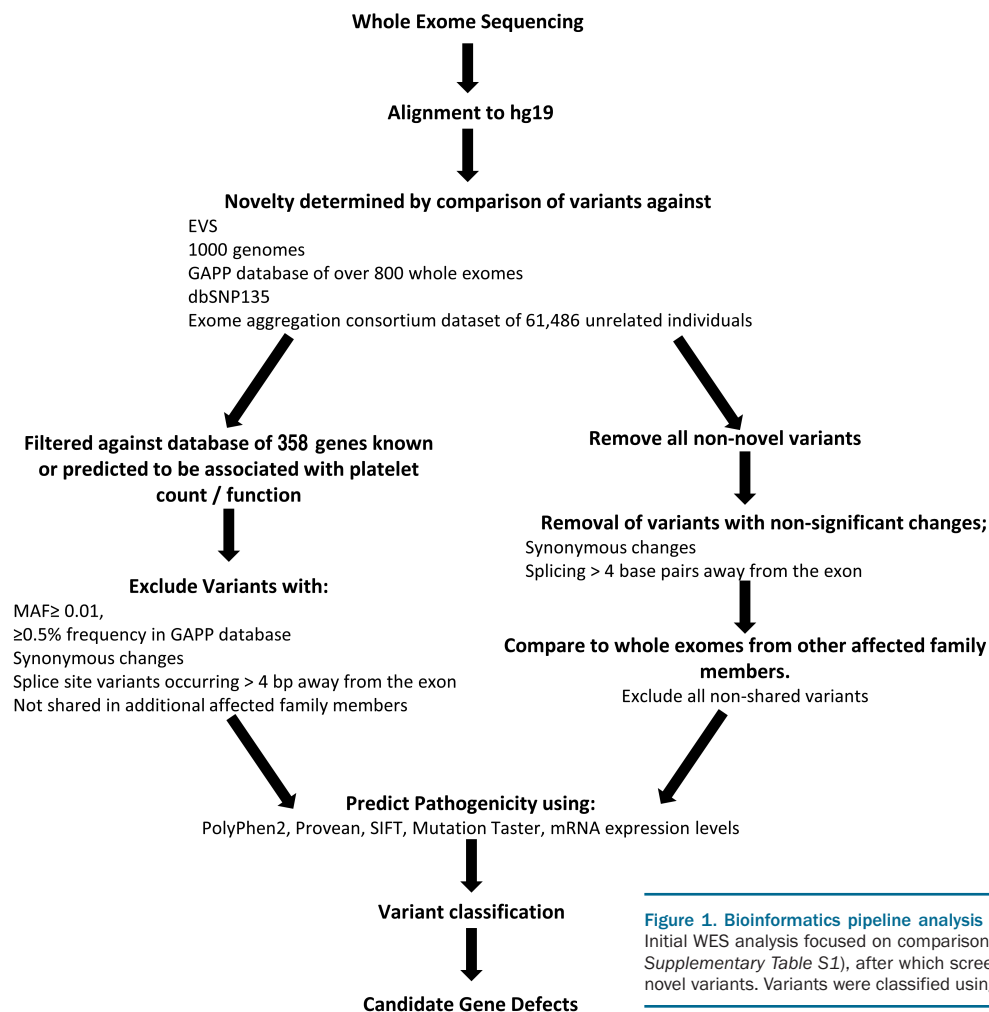 Whole Exome Sequencing
Alignment to hg19
Novelty determined by comparison of variants against
EVS
1000 genomes
GAPP database of over 800 whole exomes
dbSNP135
Exome aggregation consortium dataset of 61,486 unrelated individuals
Filtered against database of 358 genes known
or predicted to be associated with platelet
count / function
Exclude Variants with:
MAF≥ 0.01,
≥0.5% frequency in GAPP database
Synonymous changes
Splice site variants occurring > 4 bp away from the exon
Not shared in additional affected family members
Remove all non-novel variants
Removal of variants with non-significant changes;
Synonymous changes
Splicing > 4 base pairs away from the exon
Compare to whole exomes from other affected family
members.
Exclude all non-shared variants
Predict Pathogenicity using:
PolyPhen2, Provean, SIFT, Mutation Taster, mRNA expression levels
Variant classification
Candidate Gene Defects
Figure 1. Bioinformatics pipeline analysis
Initial WES analysis focused on comparison
Supplementary Table S1), after which
novel variants. Variants were classified